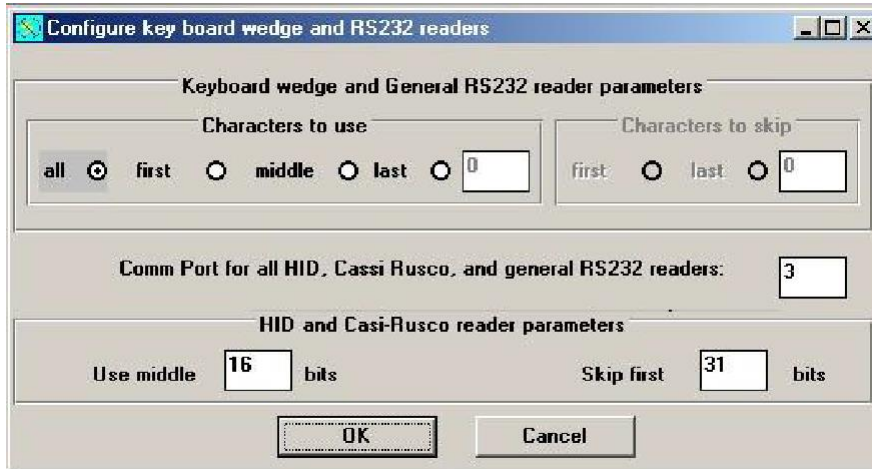 Configure key board wedge and RS232 readers
Keyboard wedge and General RS232 reader parameters
Characters to use
Characters to skip
all first middle last 0
first last 0
Comm Port for all HID, Cassi Rusco, and general RS232 readers: 3
HID and Casi-Rusco reader parameters
Use middle 16 bits Skip first 31 bits
OK Cancel